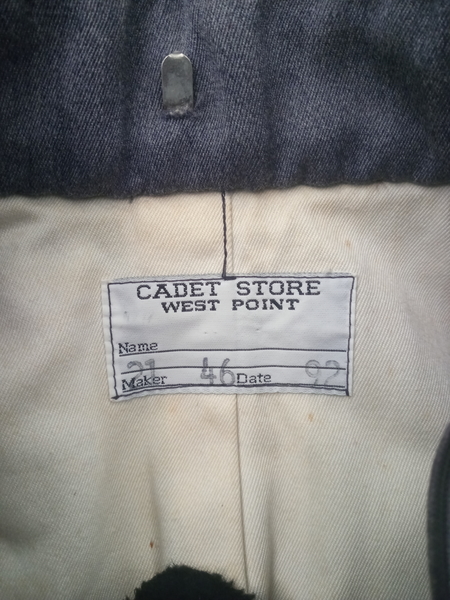 CADET STORE
WEST POINT
Name
21 46 92
Maker Date